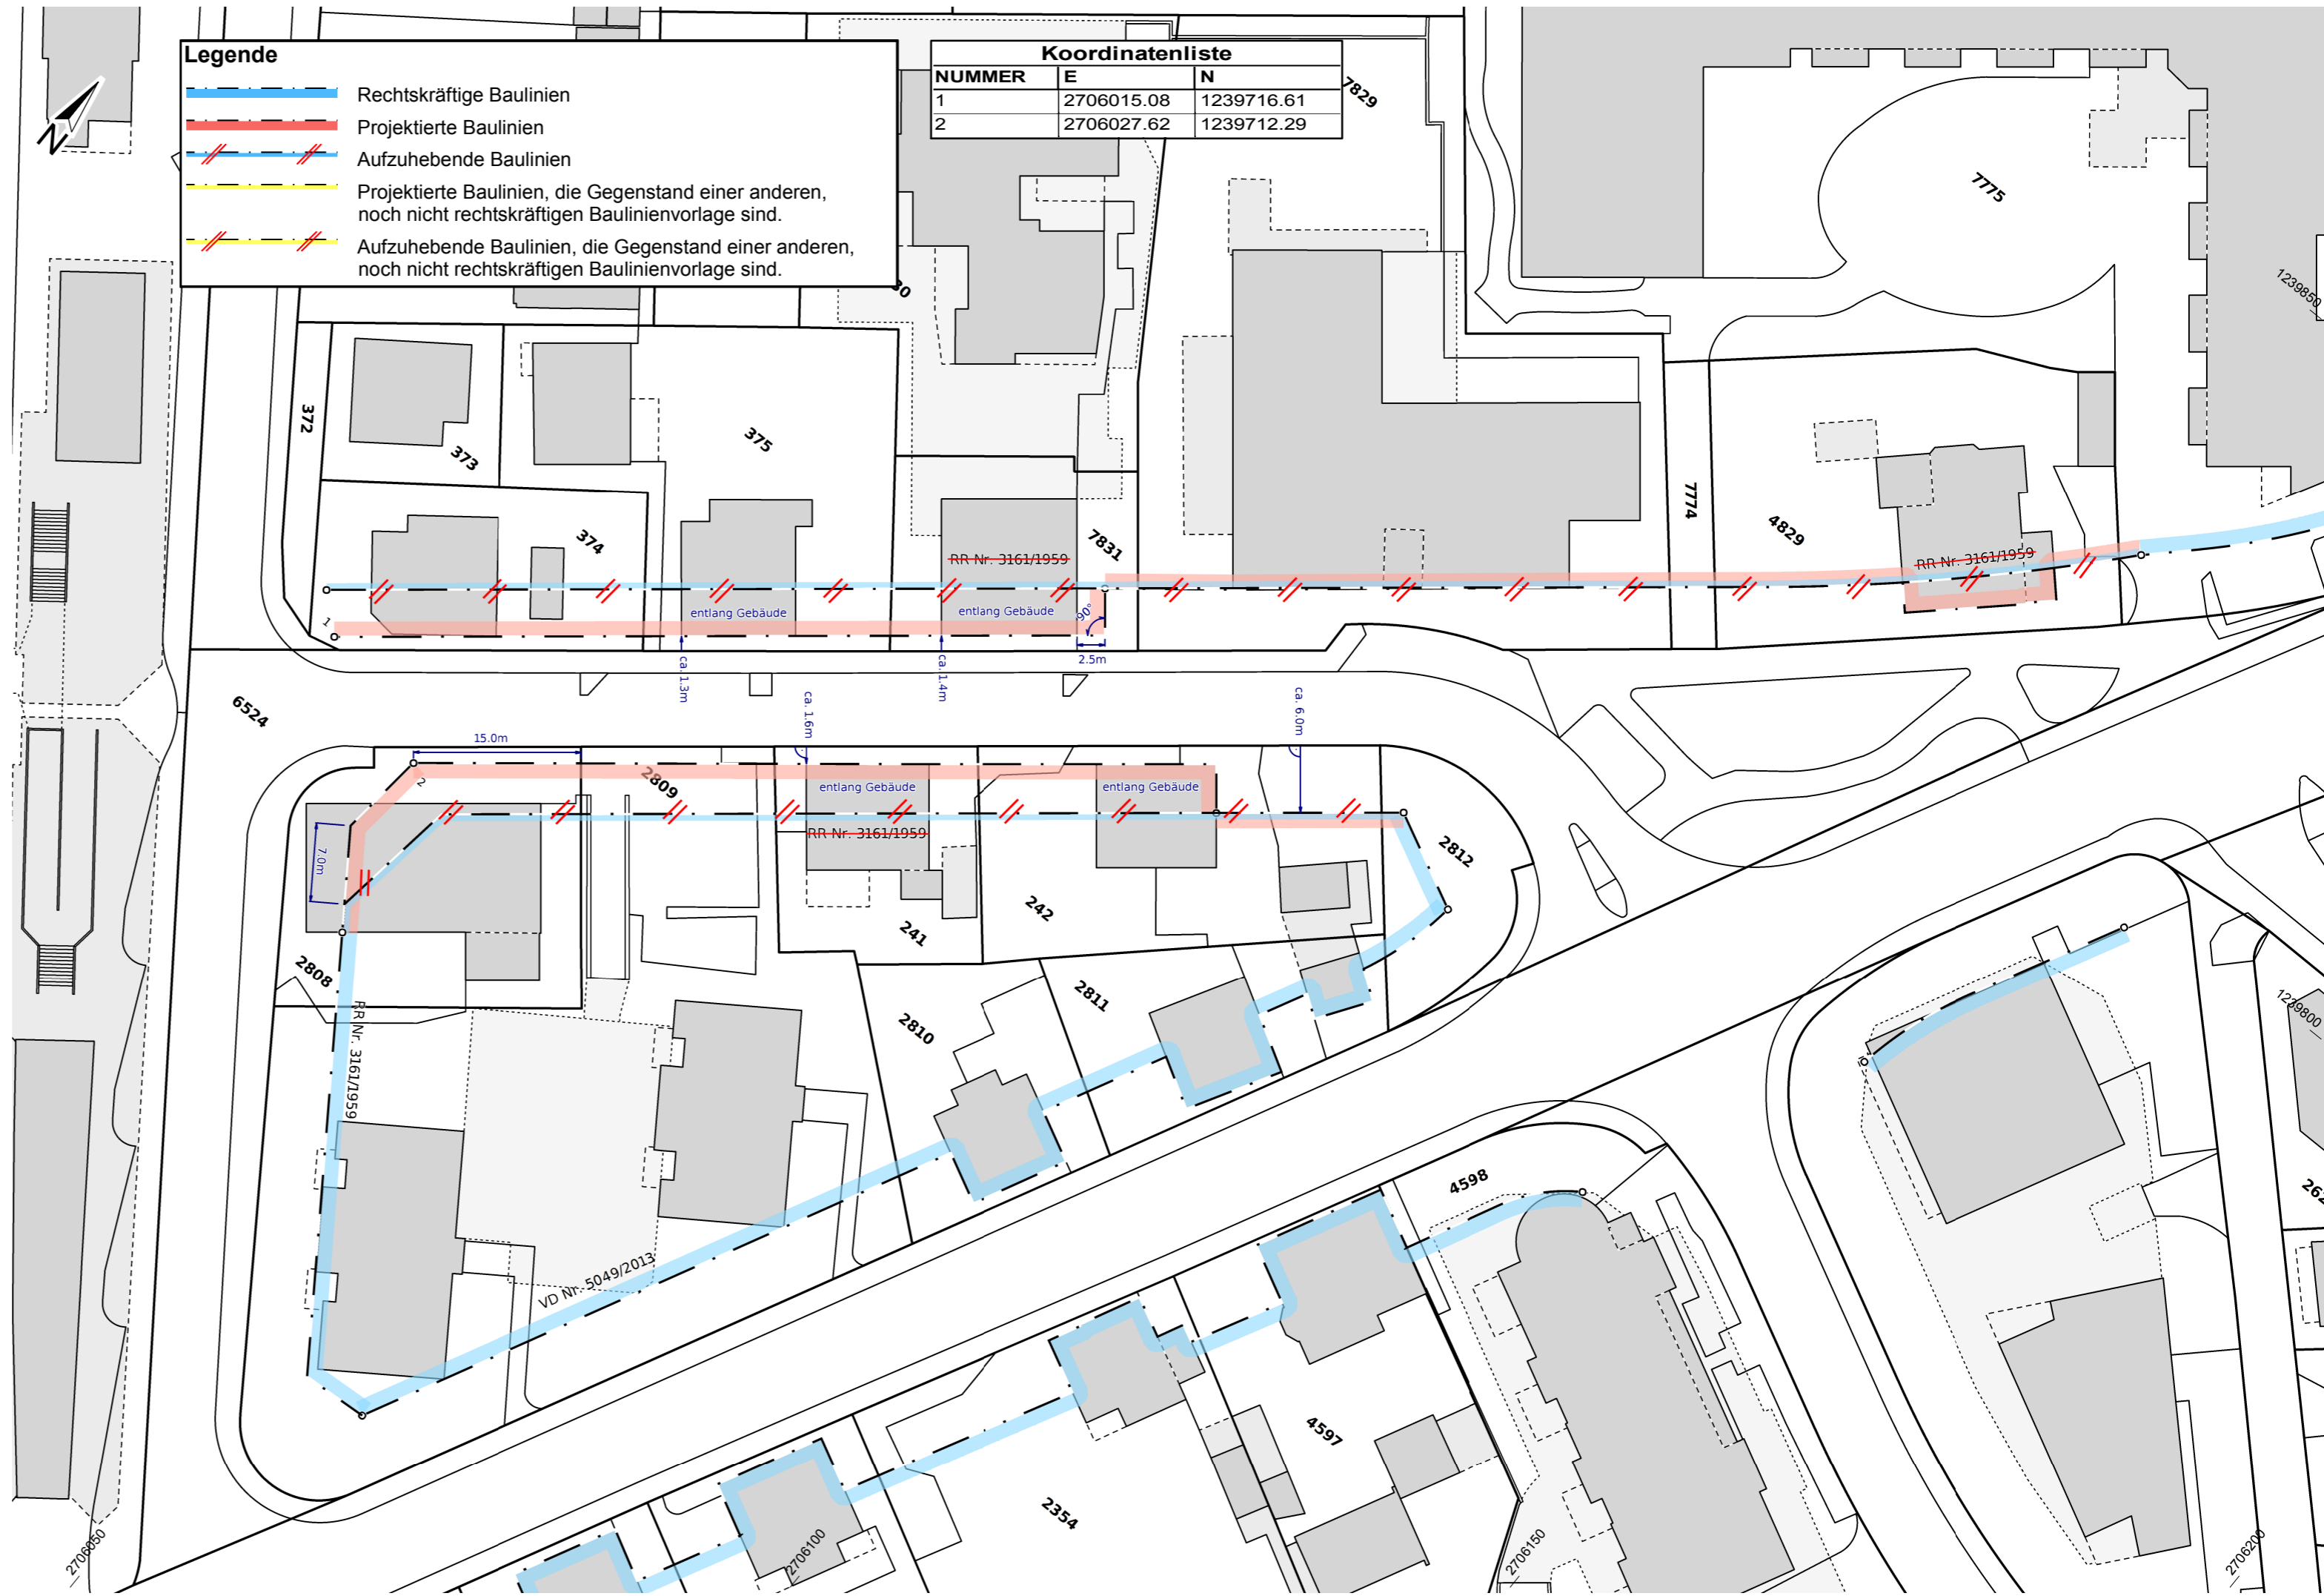 Legende
Rechtskräftige Baulinien
Projektierte Baulinien
Aufzuhebende Baulinien
Projektierte Baulinien, die Gegenstand einer anderen,
noch nicht rechtskräftigen Baulinienvorlage sind.
Aufzuhebende Baulinien, die Gegenstand einer anderen,
noch nicht rechtskräftigen Baulinienvorlage sind.
N
Koordinatenliste
NUMMER E N
1 2706015.08 1239716.61
2 2706027.62 1239712.29
7829
7775
1239850
30
372
373
375
374
7831
7774
4829
RR Nr. 3161/1959
RR Nr. 3161/1959
entlang Gebäude
entlang Gebäude
90°
1
2.5m
ca. 1.3m
ca. 1.4m
6524
ca. 1.6m
ca. 6.0m
15.0m
2
2809
entlang Gebäude
entlang Gebäude
RR Nr. 3161/1959
7.0m
2812
241
242
2808
2811
2810
1239800
RR Nr. 3161/1959
4598
262
VD Nr. 5049/2013
4597
2354
2706050
2706100
2706150
2706200